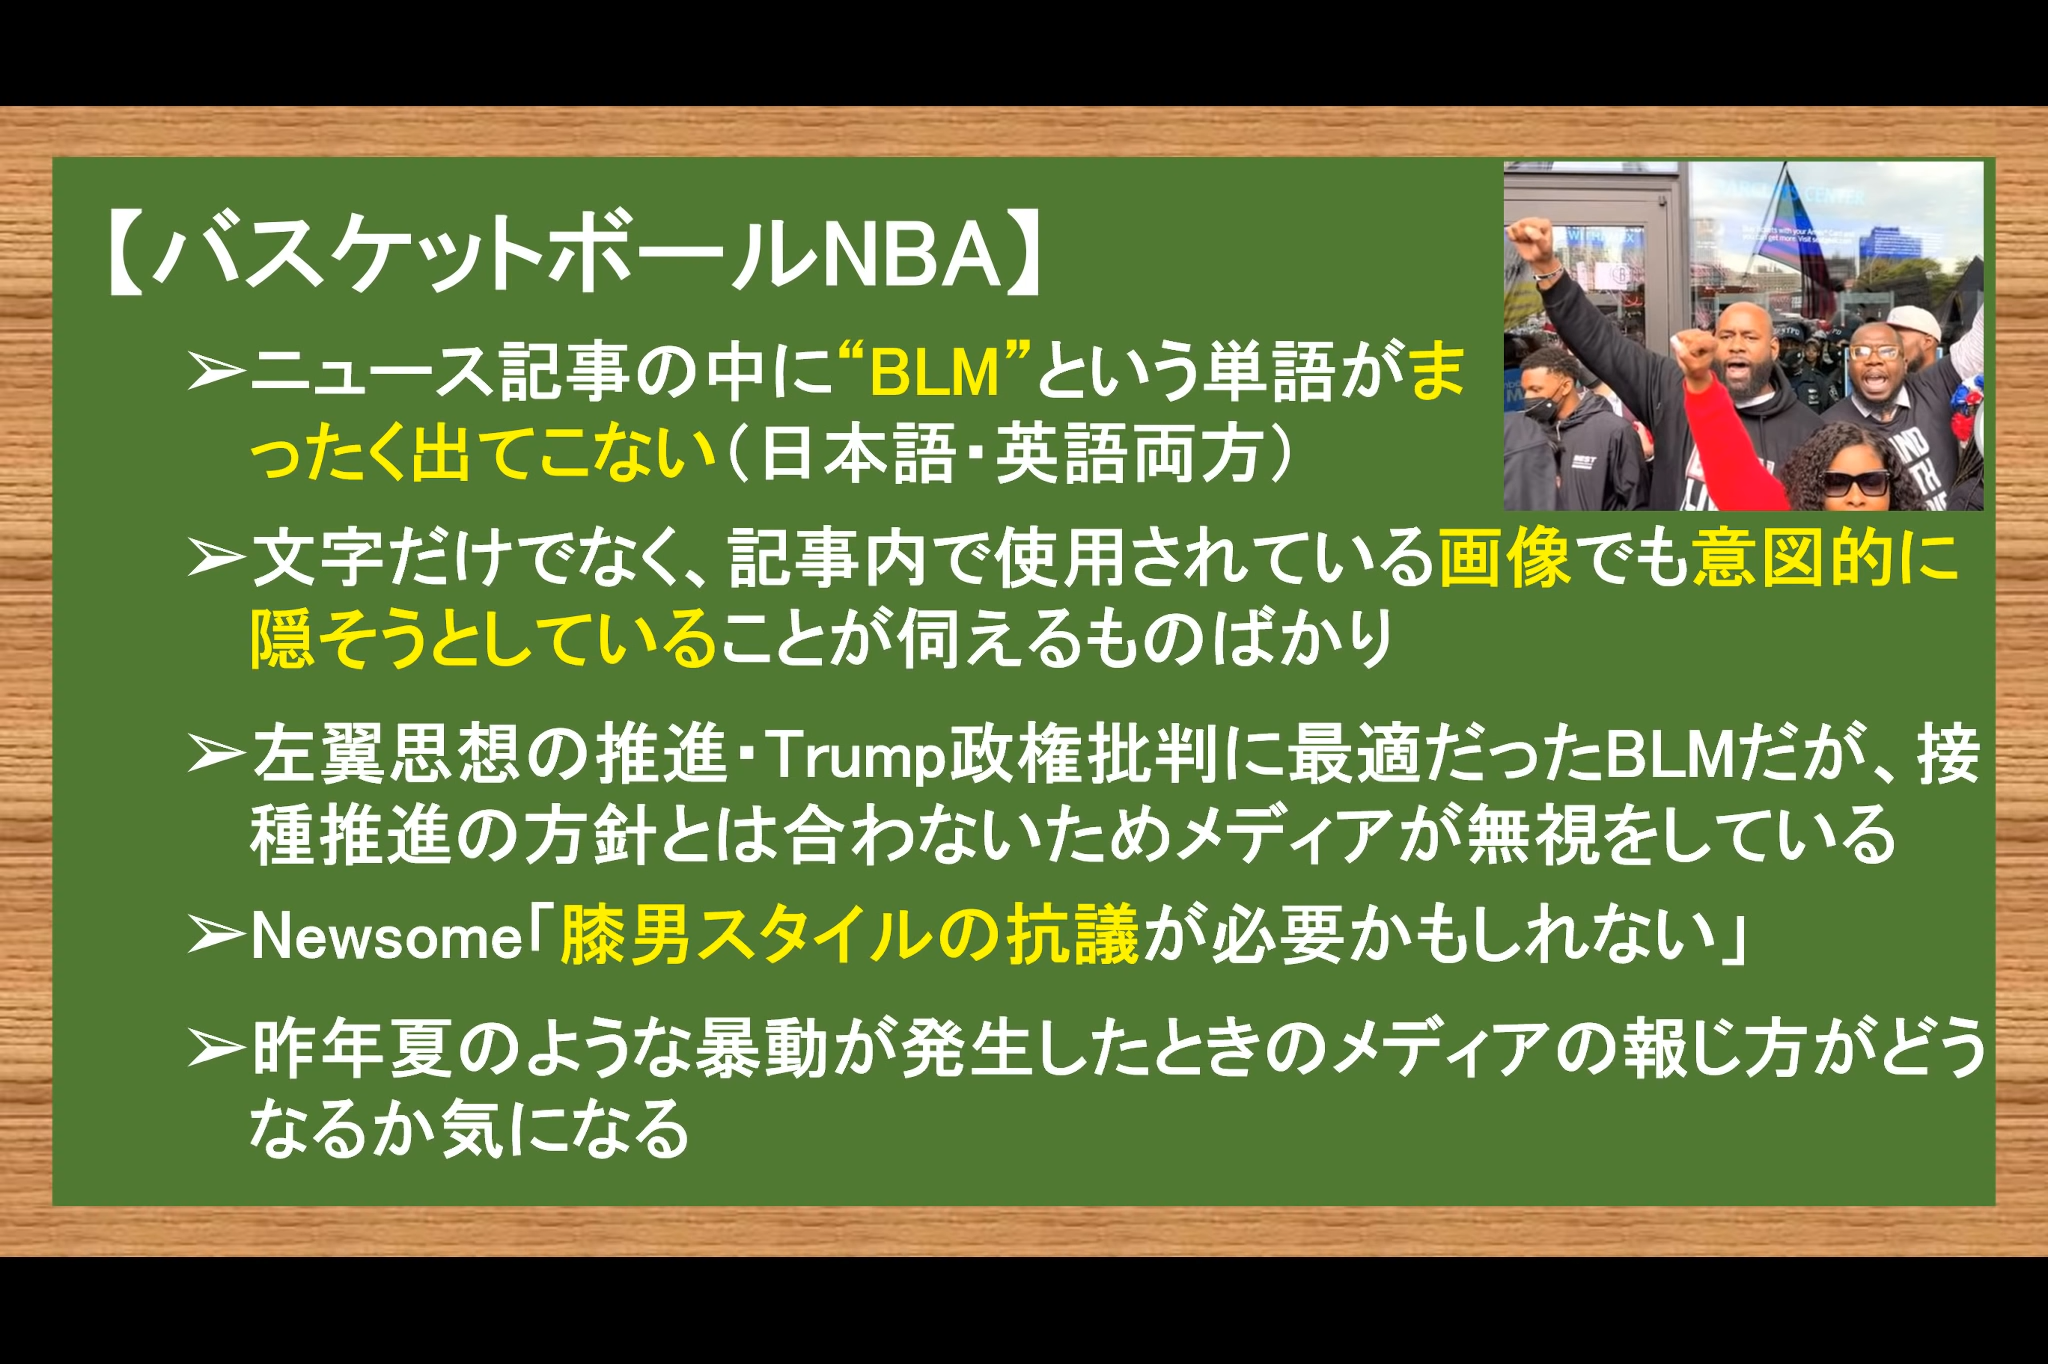 【バスケットボールNBA】
➢ニュース記事の中に“BLM”という単語がま
ったく出てこない（日本語・英語両方）
➢文字だけでなく、記事内で使用されている画像でも意図的に
隠そうとしていることが伺えるものばかり
➢左翼思想の推進・Trump政権批判に最適だったBLMだが、接
種推進の方針とは合わないためメディアが無視をしている
➢Newsome「膝男スタイルの抗議が必要かもしれない」
➢昨年夏のような暴動が発生したときのメディアの報じ方がどう
なるか気になる
CENTER
BEST